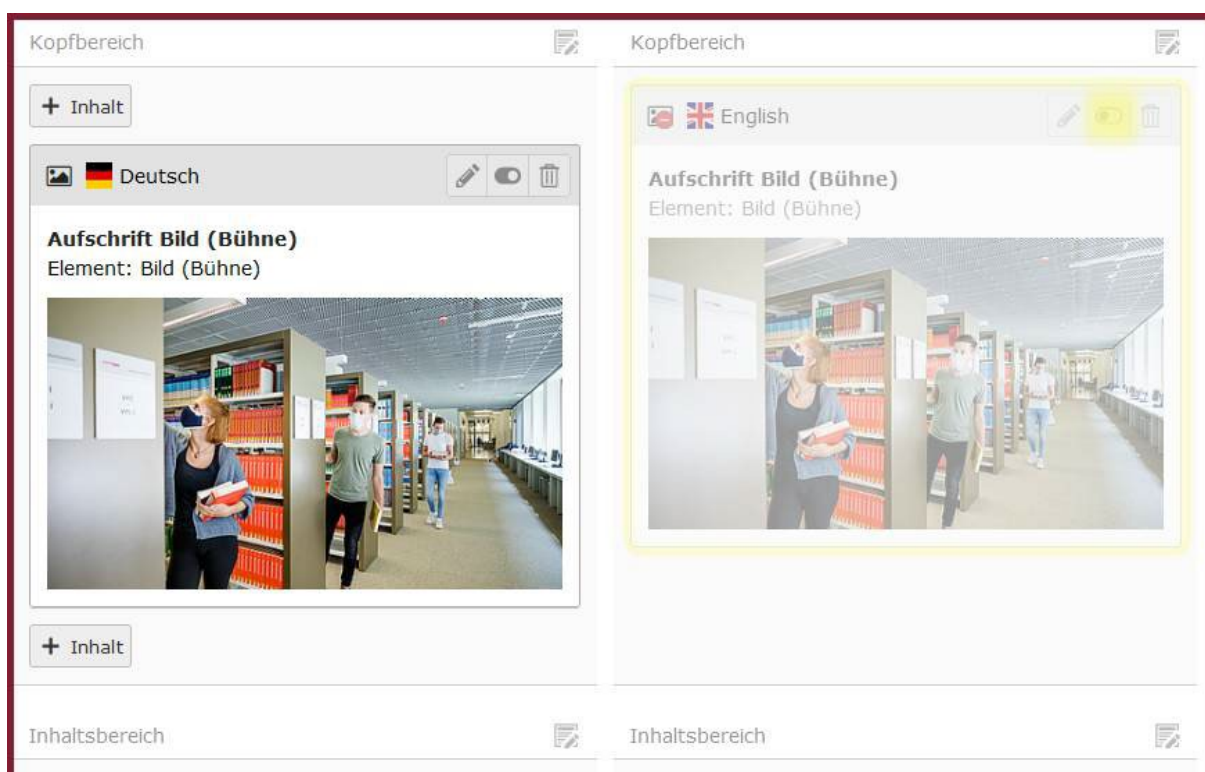 Kopfbereich
+ Inhalt
Deutsch
Aufschrift Bild (Bühne)
Element: Bild (Bühne)
+ Inhalt
Inhaltsbereich
Kopfbereich
English
Aufschrift Bild (Bühne)
Element: Bild (Bühne)
Inhaltsbereich